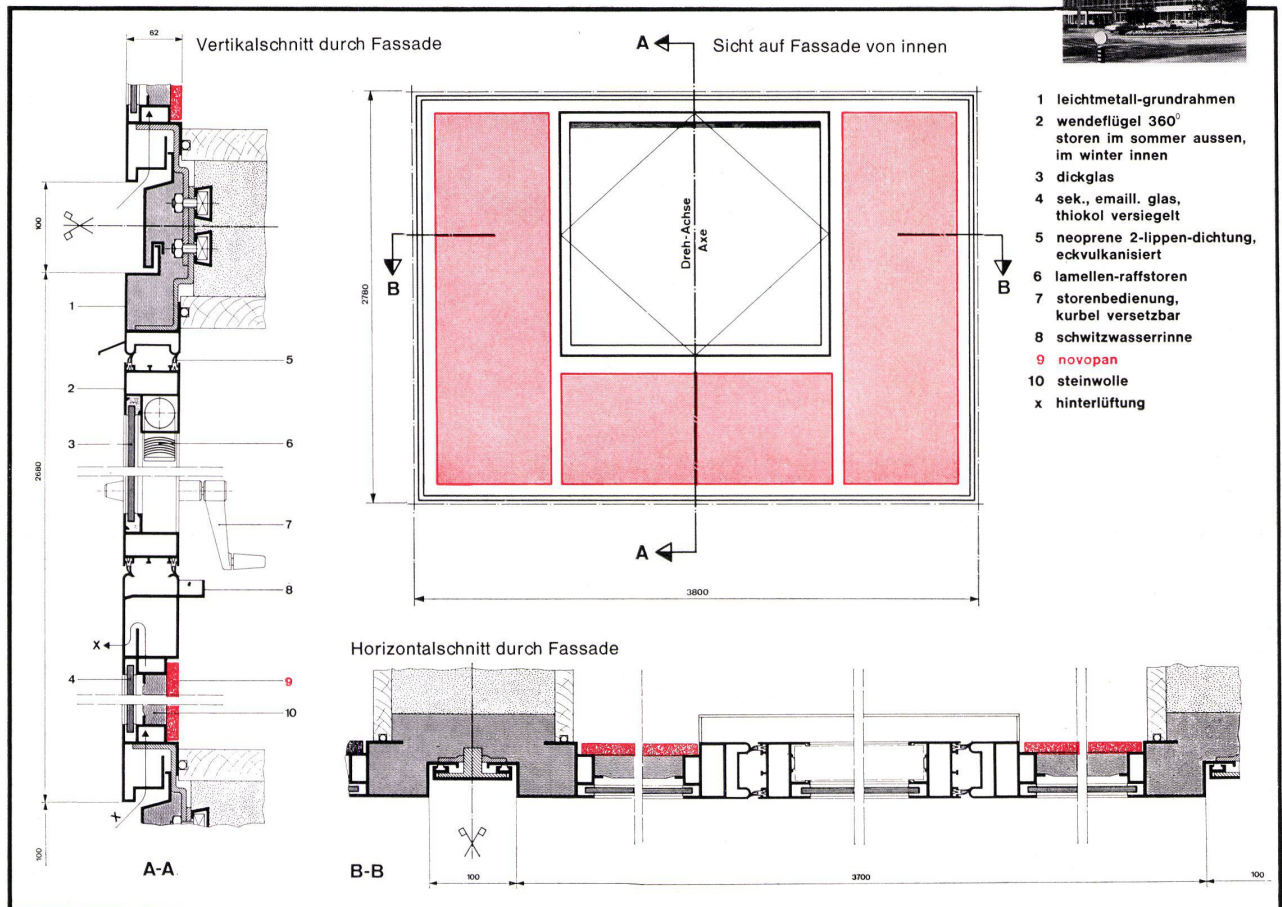 62
Vertikalschnitt durch Fassade
A
Sicht auf Fassade von innen
100
1
5
2
3
6
2680
7
8
x
4
9
10
x
100
A-A
2780
B
Dreh-Achse
Axe
B
A
3800
1 leichtmetall-grundrahmen
2 wendeflügel 360°
storen im sommer aussen,
im winter innen
3 dickglas
4 sek., emaill. glas,
thiokol versiegelt
5 neoprene 2-lippen-dichtung,
eckvulkanisiert
6 lamellen-raffstoren
7 storenbedienung,
kurbel versetzbar
8 schwitzwasserrinne
9 novopan
10 steinwolle
x hinterlüftung
Horizontalschnitt durch Fassade
B-B
100
3700
100